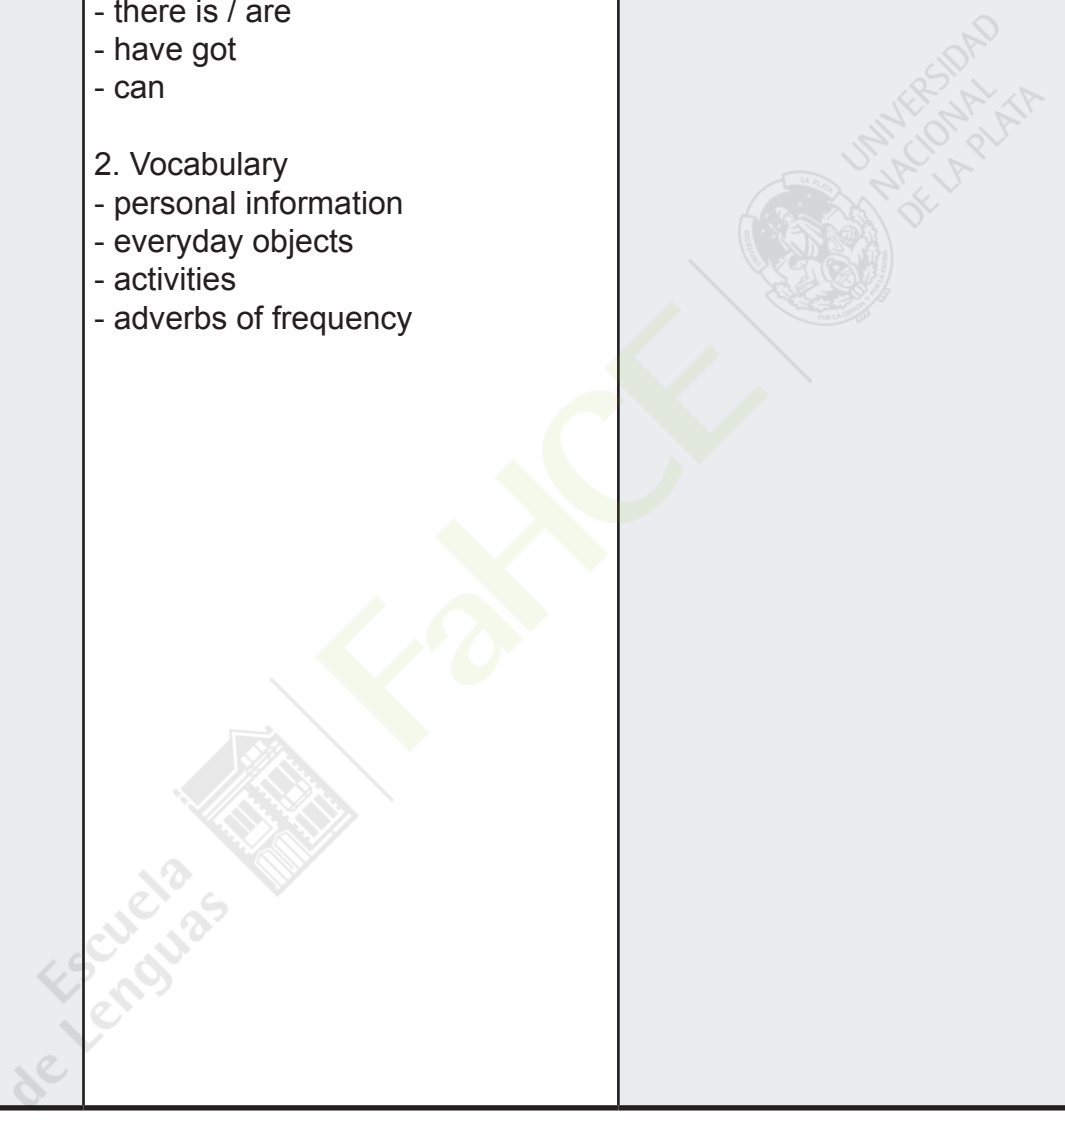 - there is / are
- have got
- can
2. Vocabulary
- personal information
- everyday objects
- activities
- adverbs of frequency
UNIVERSIDAD
NACIONAL
DE LA PLATA
FaHCE
Escuela
de Lenguas